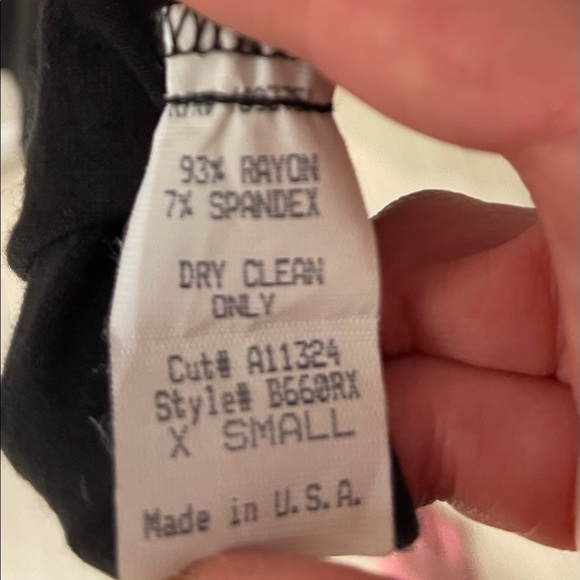 93% RAYON
7% SPANDEX
DRY CLEAN
ONLY
Cut# A11324
Style# B660RX
X SMALL
Made in U.S.A.